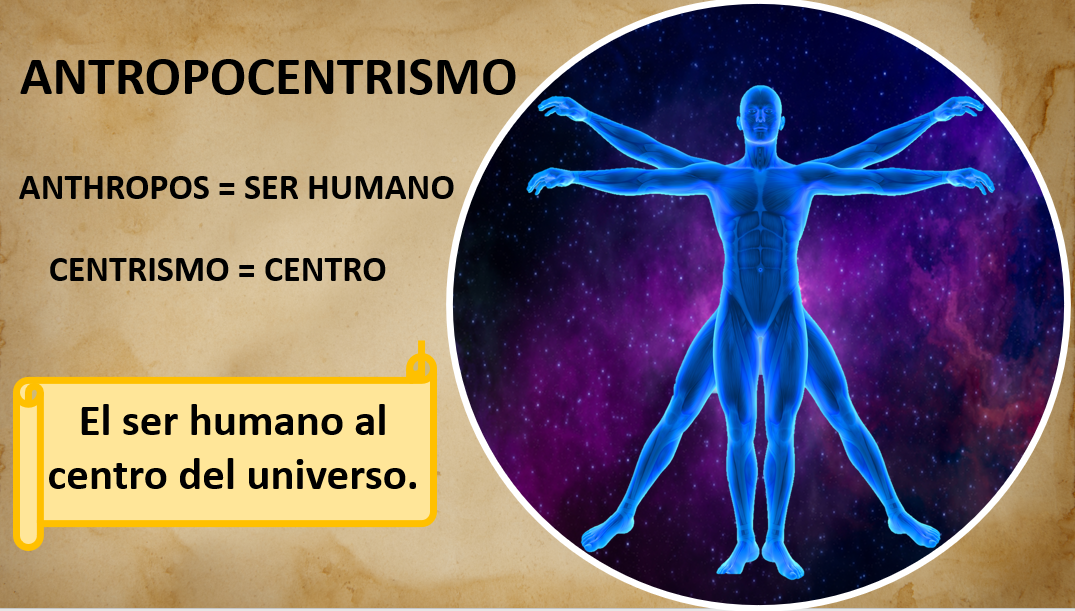 ANTROPOCENTRISMO
ANTHROPOS = SER HUMANO
CENTRISMO = CENTRO
El ser humano al
centro del universo.